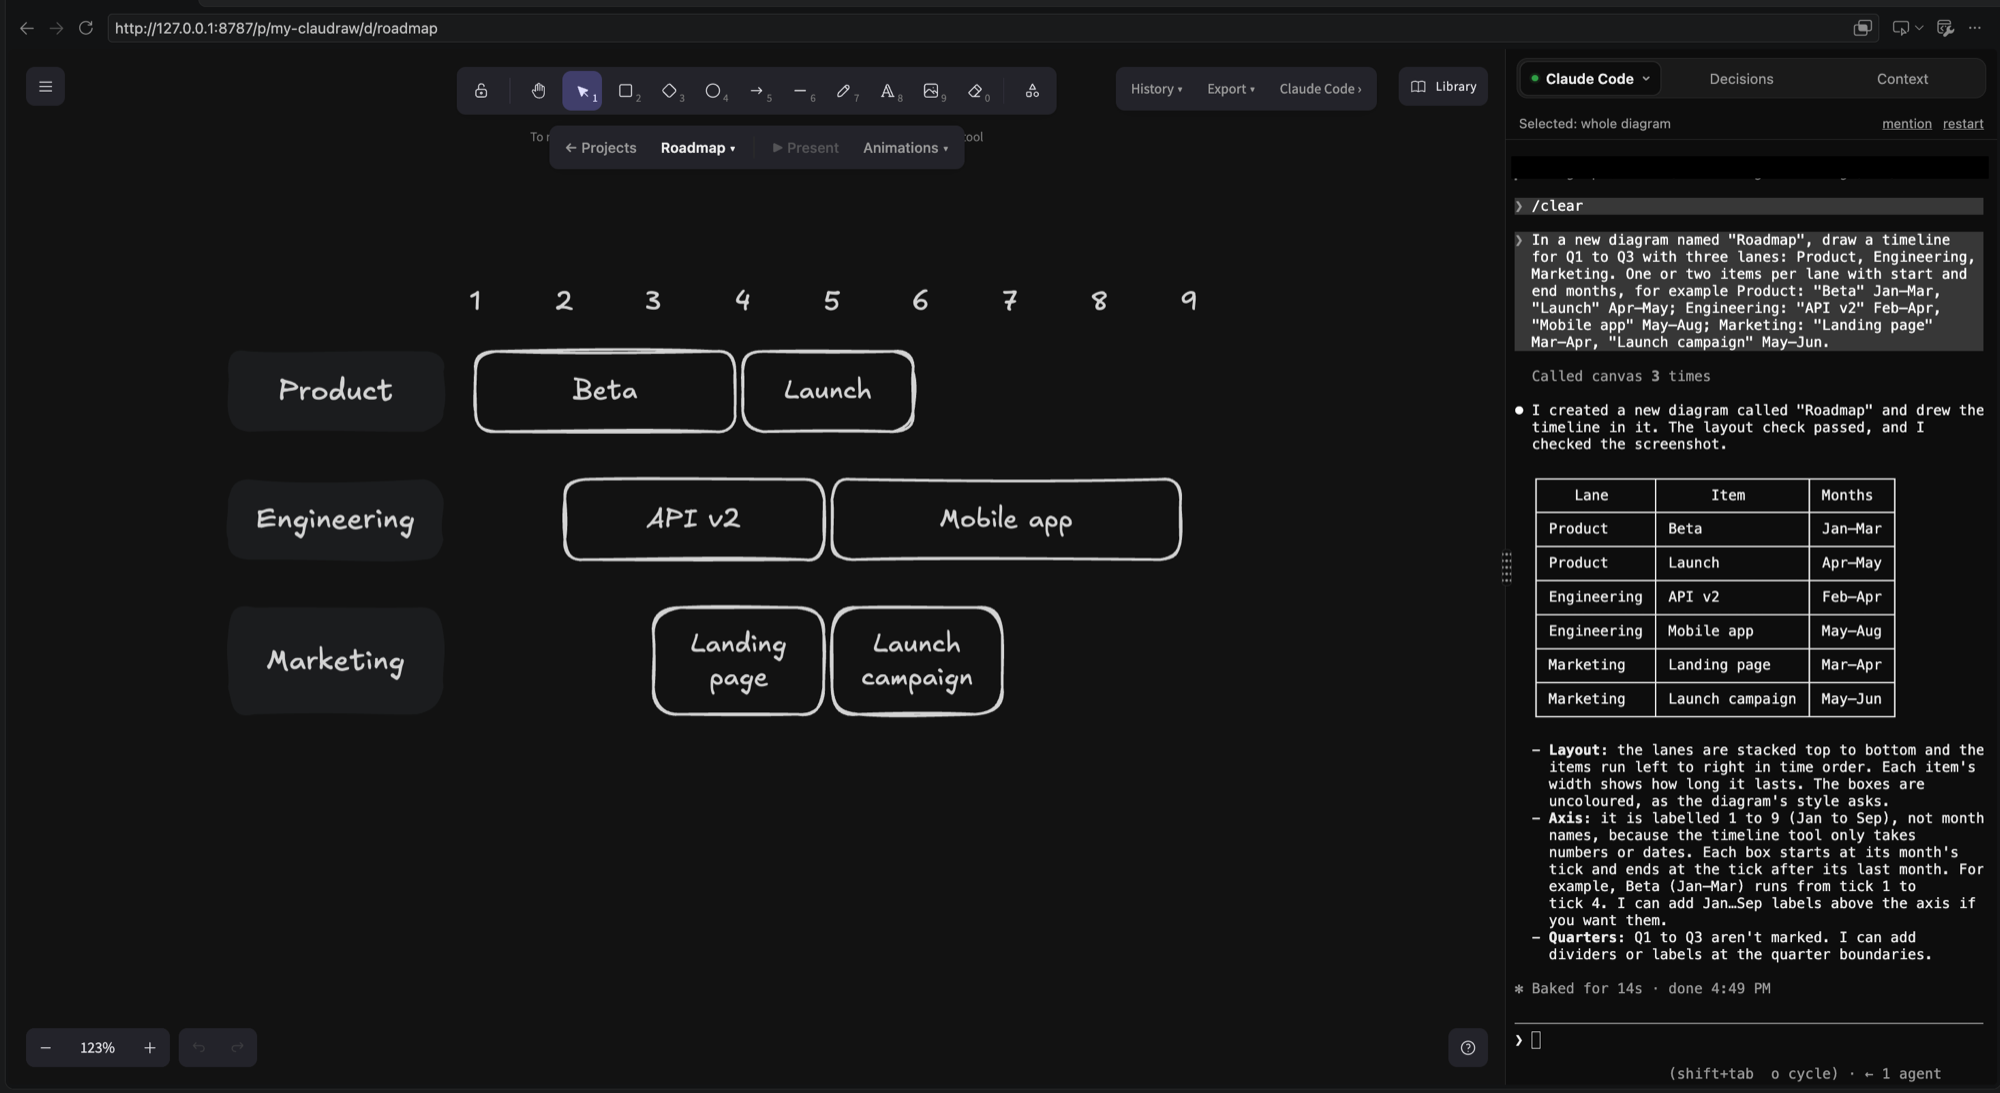 http://127.0.0.1:8787/p/my-claudraw/d/roadmap
1 2 3 4 5 6 7 8 9 0
History ▾ Export ▾ Claude Code ›
Library
To
tool
← Projects Roadmap ▾ ▶ Present Animations ▾
1 2 3 4 5 6 7 8 9
Product
Beta
Launch
Engineering
API v2
Mobile app
Marketing
Landing
page
Launch
campaign
− 123% +
Claude Code Decisions Context
Selected: whole diagram mention restart
❯ /clear
❯ In a new diagram named "Roadmap", draw a timeline
for Q1 to Q3 with three lanes: Product, Engineering,
Marketing. One or two items per lane with start and
end months, for example Product: "Beta" Jan–Mar,
"Launch" Apr–May; Engineering: "API v2" Feb–Apr,
"Mobile app" May–Aug; Marketing: "Landing page"
Mar–Apr, "Launch campaign" May–Jun.
Called canvas 3 times
● I created a new diagram called "Roadmap" and drew the
timeline in it. The layout check passed, and I
checked the screenshot.
Lane Item Months
Product Beta Jan–Mar
Product Launch Apr–May
Engineering API v2 Feb–Apr
Engineering Mobile app May–Aug
Marketing Landing page Mar–Apr
Marketing Launch campaign May–Jun
– Layout: the lanes are stacked top to bottom and the
items run left to right in time order. Each item's
width shows how long it lasts. The boxes are
uncoloured, as the diagram's style asks.
– Axis: it is labelled 1 to 9 (Jan to Sep), not month
names, because the timeline tool only takes
numbers or dates. Each box starts at its month's
tick and ends at the tick after its last month. For
example, Beta (Jan–Mar) runs from tick 1 to
tick 4. I can add Jan…Sep labels above the axis if
you want them.
– Quarters: Q1 to Q3 aren't marked. I can add
dividers or labels at the quarter boundaries.
✻ Baked for 14s · done 4:49 PM
❯
(shift+tab o cycle) · ← 1 agent